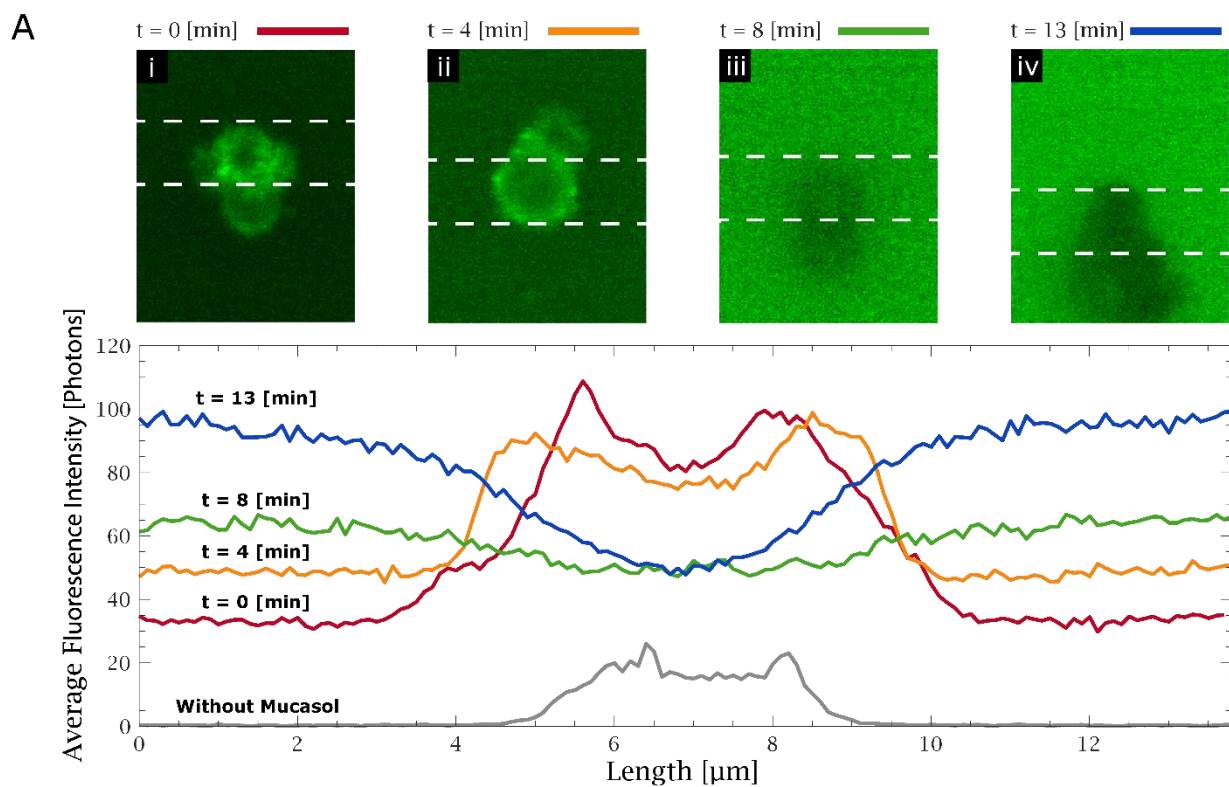 A
t = 0 [min]
t = 4 [min]
t = 8 [min]
t = 13 [min]
i
ii
iii
iv
Average Fluorescence Intensity [Photons]
120
100
80
60
40
20
0
t = 13 [min]
t = 8 [min]
t = 4 [min]
t = 0 [min]
Without Mucasol
0
2
4
6
8
10
12
Length [µm]